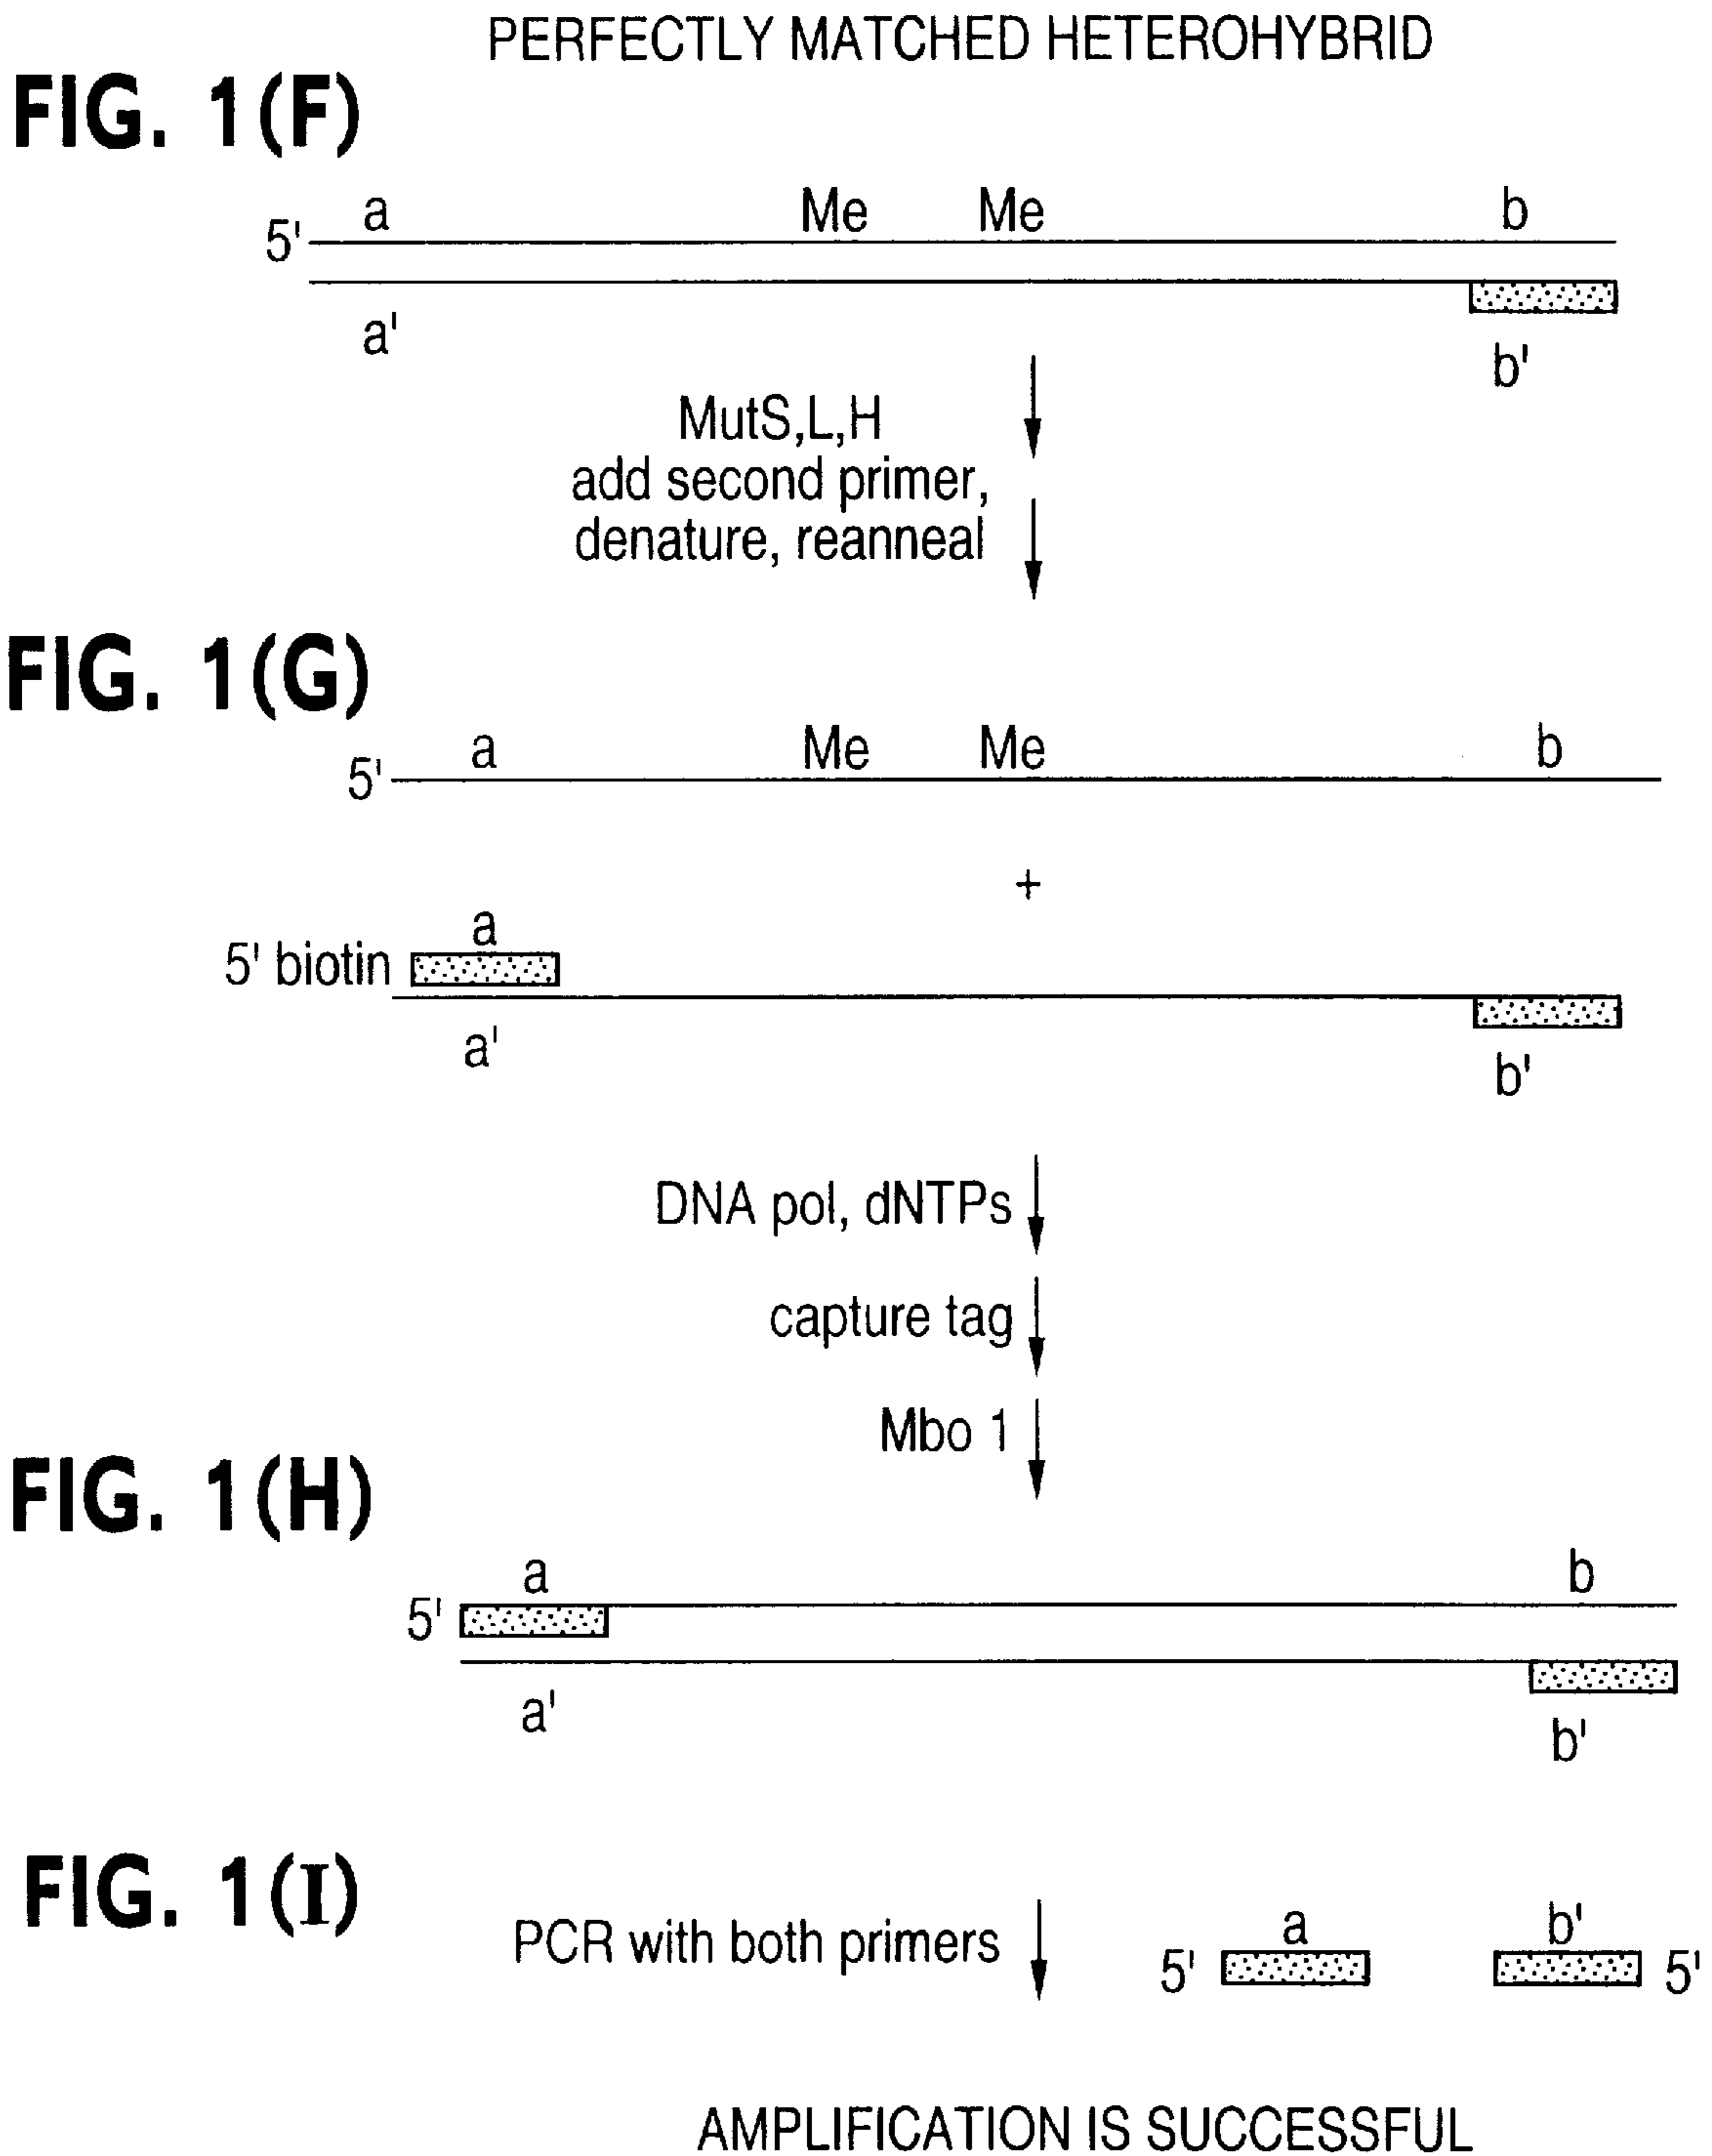 PERFECTLY MATCHED HETEROHYBRID
FIG. 1(F)
a Me Me b
5'
a'
b'
MutS,L,H
add second primer,
denature, reanneal
FIG. 1(G)
a Me Me b
5'
+
a
5' biotin
a'
b'
DNA pol, dNTPs
capture tag
Mbo 1
FIG. 1(H)
a b
5'
a'
b'
FIG. 1(I)
PCR with both primers
a b'
5' 5'
AMPLIFICATION IS SUCCESSFUL